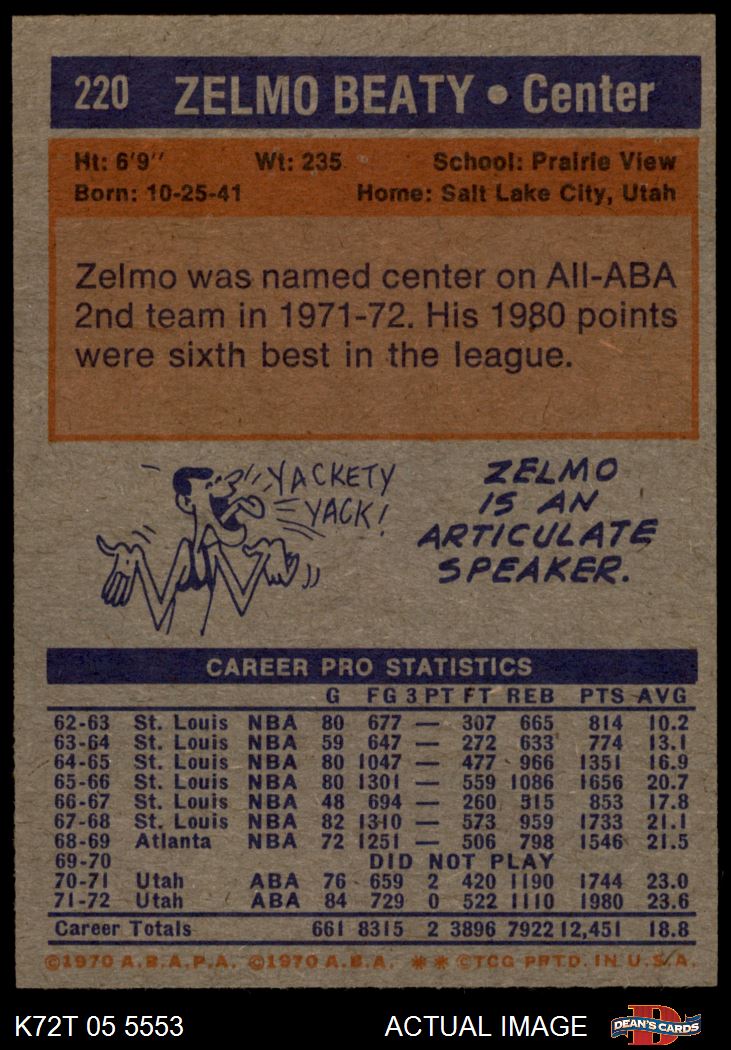 220 ZELMO BEATY • Center
Ht: 6'9" Wt: 235 School: Prairie View
Born: 10-25-41 Home: Salt Lake City, Utah
Zelmo was named center on All-ABA
2nd team in 1971-72. His 1980 points
were sixth best in the league.
YACKETY
YACK!
ZELMO
IS AN
ARTICULATE
SPEAKER.
CAREER PRO STATISTICS
G FG 3 PT FT REB PTS AVG
62-63 St. Louis NBA 80 677 — 307 665 814 10.2
63-64 St. Louis NBA 59 647 — 272 633 774 13.1
64-65 St. Louis NBA 80 1047 — 477 966 1351 16.9
65-66 St. Louis NBA 80 1301 — 559 1086 1656 20.7
66-67 St. Louis NBA 48 694 — 260 515 853 17.8
67-68 St. Louis NBA 82 1310 — 573 959 1733 21.1
68-69 Atlanta NBA 72 1251 — 506 798 1546 21.5
69-70 DID NOT PLAY
70-71 Utah ABA 76 659 2 420 1190 1744 23.0
71-72 Utah ABA 84 729 0 522 1110 1980 23.6
Career Totals 661 8315 2 3896 7922 12,451 18.8
©1970 A.B.A.P.A. ©1970 A.B.A. ** ©TCG PRTD. IN U.S.A.
K72T 05 5553 ACTUAL IMAGE
D
DEAN'S CARDS